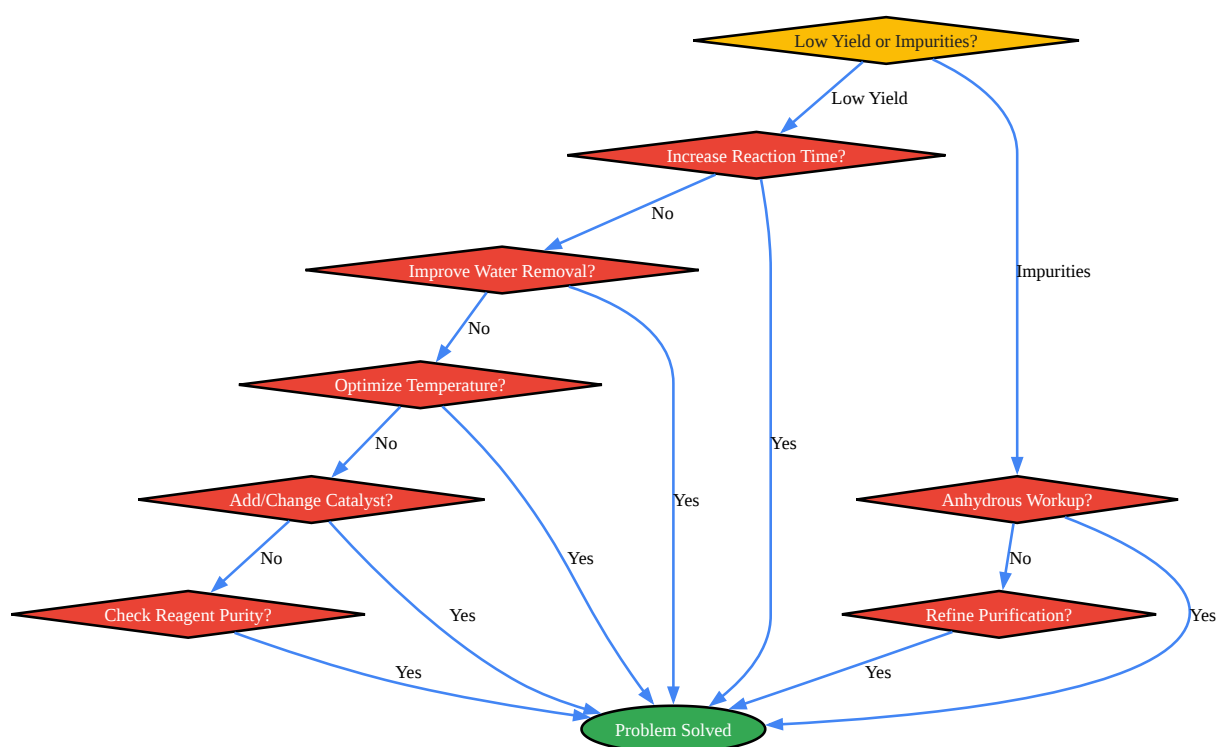 Low Yield or Impurities?
Low Yield
Increase Reaction Time?
No
Improve Water Removal?
Impurities
No
Optimize Temperature?
No
Yes
Add/Change Catalyst?
Yes
Anhydrous Workup?
No
Yes
No
Check Reagent Purity?
Yes
Refine Purification?
Yes
Yes
Yes
Problem Solved